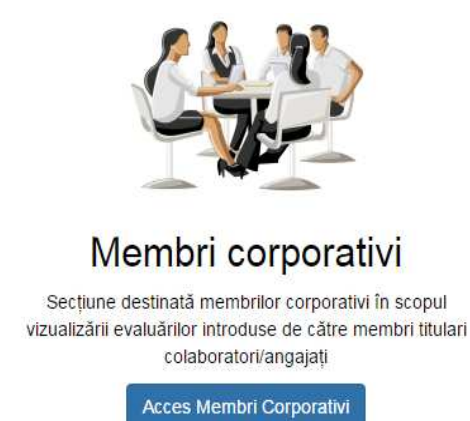 Membri corporativi
Secțiune destinată membrilor corporativi în scopul
vizualizării evaluărilor introduse de către membri titulari
colaboratori/angajați
Acces Membri Corporativi